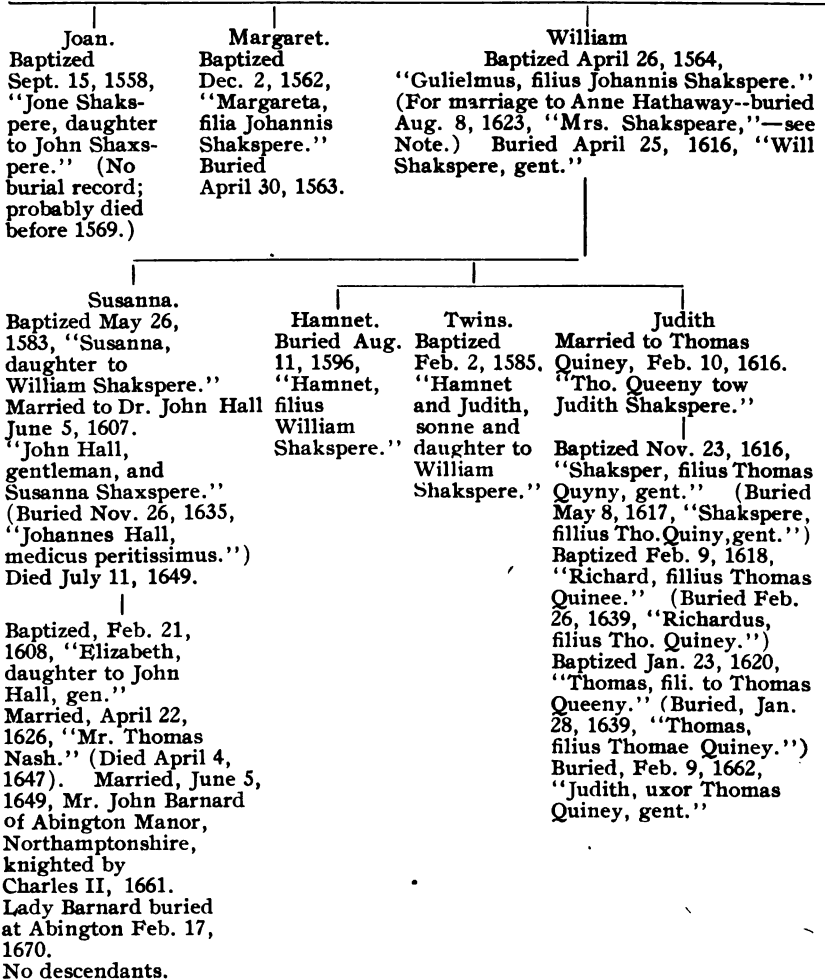 Joan.
Baptized
Sept. 15, 1558,
"Jone Shaks-
pere, daughter
to John Shaxs-
pere." (No
burial record;
probably died
before 1569.)
Margaret.
Baptized
Dec. 2, 1562,
"Margareta,
filia Johannis
Shakspere."
Buried
April 30, 1563.
William
Baptized April 26, 1564,
"Gulielmus, filius Johannis Shakspere."
(For marriage to Anne Hathaway--buried
Aug. 8, 1623, "Mrs. Shakspeare,"—see
Note.) Buried April 25, 1616, "Will
Shakspere, gent."
Susanna.
Baptized May 26,
1583, "Susanna,
daughter to
William Shakspere."
Married to Dr. John Hall
June 5, 1607.
"John Hall,
gentleman, and
Susanna Shaxspere."
(Buried Nov. 26, 1635,
"Johannes Hall,
medicus peritissimus.")
Died July 11, 1649.
Baptized, Feb. 21,
1608, "Elizabeth,
daughter to John
Hall, gen."
Married, April 22,
1626, "Mr. Thomas
Nash." (Died April 4,
1647). Married, June 5,
1649, Mr. John Barnard
of Abington Manor,
Northamptonshire,
knighted by
Charles II, 1661.
Lady Barnard buried
at Abington Feb. 17,
1670.
No descendants.
Hamnet.
Buried Aug.
11, 1596,
"Hamnet,
filius
William
Shakspere."
Twins.
Baptized
Feb. 2, 1585,
"Hamnet
and Judith,
sonne and
daughter to
William
Shakspere."
Judith
Married to Thomas
Quiney, Feb. 10, 1616.
"Tho. Queeny tow
Judith Shakspere."
Baptized Nov. 23, 1616,
"Shaksper, filius Thomas
Quyny, gent." (Buried
May 8, 1617, "Shakspere,
fillius Tho.Quiny,gent.")
Baptized Feb. 9, 1618,
"Richard, fillius Thomas
Quinee." (Buried Feb.
26, 1639, "Richardus,
filius Tho. Quiney.")
Baptized Jan. 23, 1620,
"Thomas, fili. to Thomas
Queeny." (Buried, Jan.
28, 1639, "Thomas,
filius Thomae Quiney.")
Buried, Feb. 9, 1662,
"Judith, uxor Thomas
Quiney, gent."